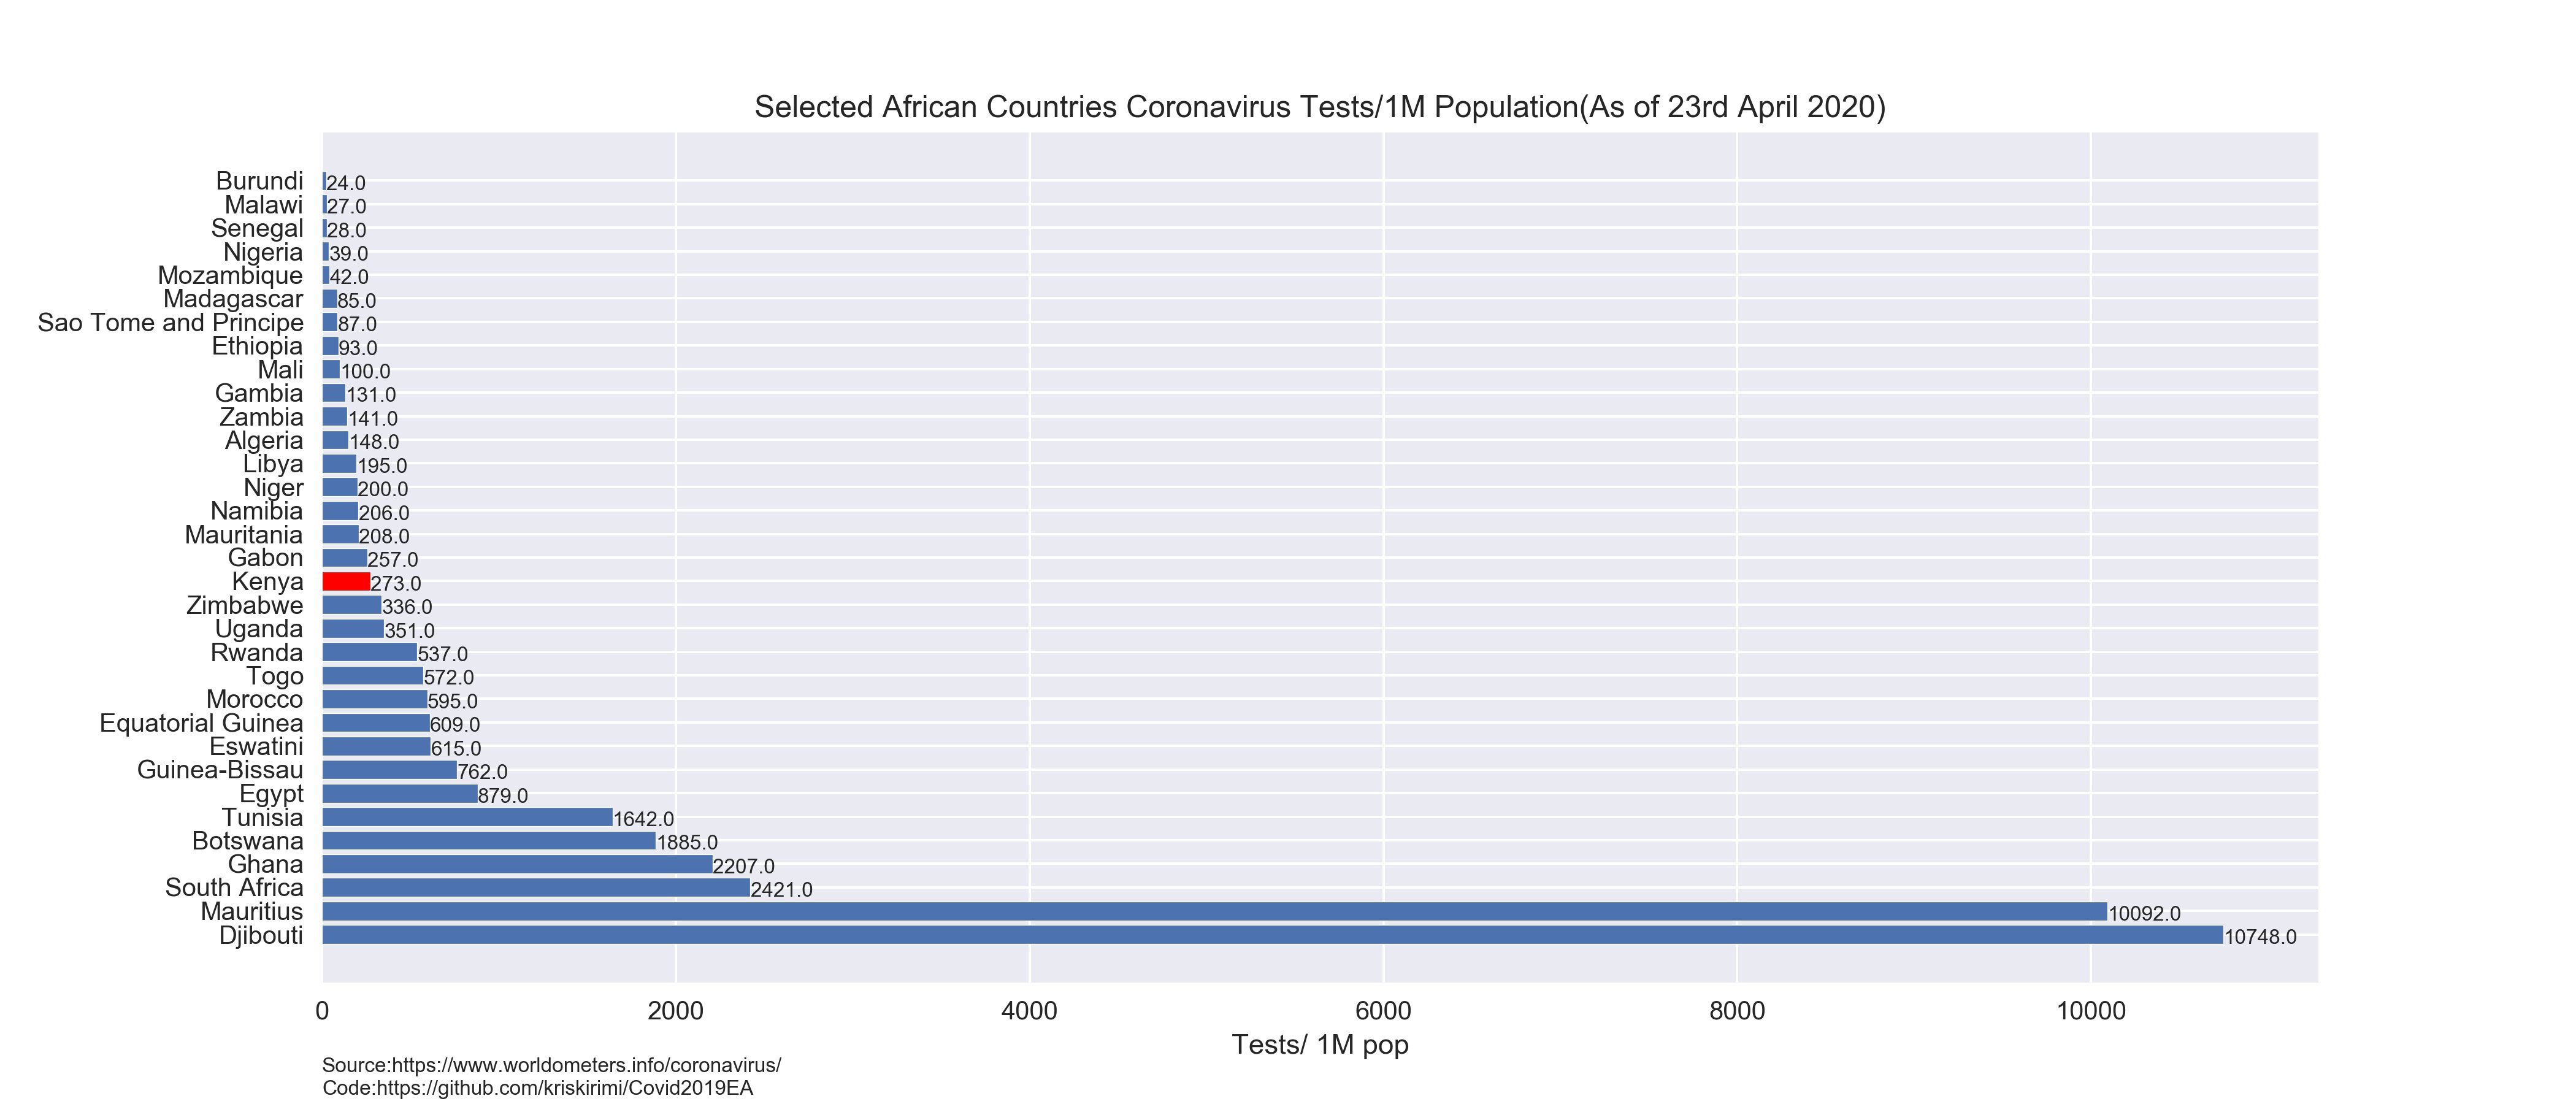 Selected African Countries Coronavirus Tests/1M Population(As of 23rd April 2020)
Burundi 24.0
Malawi 27.0
Senegal 28.0
Nigeria 39.0
Mozambique 42.0
Madagascar 85.0
Sao Tome and Principe 87.0
Ethiopia 93.0
Mali 100.0
Gambia 131.0
Zambia 141.0
Algeria 148.0
Libya 195.0
Niger 200.0
Namibia 206.0
Mauritania 208.0
Gabon 257.0
Kenya 273.0
Zimbabwe 336.0
Uganda 351.0
Rwanda 537.0
Togo 572.0
Morocco 595.0
Equatorial Guinea 609.0
Eswatini 615.0
Guinea-Bissau 762.0
Egypt 879.0
Tunisia 1642.0
Botswana 1885.0
Ghana 2207.0
South Africa 2421.0
Mauritius 10092.0
Djibouti 10748.0
0 2000 4000 6000 8000 10000
Tests/ 1M pop
Source:https://www.worldometers.info/coronavirus/
Code:https://github.com/kriskirimi/Covid2019EA